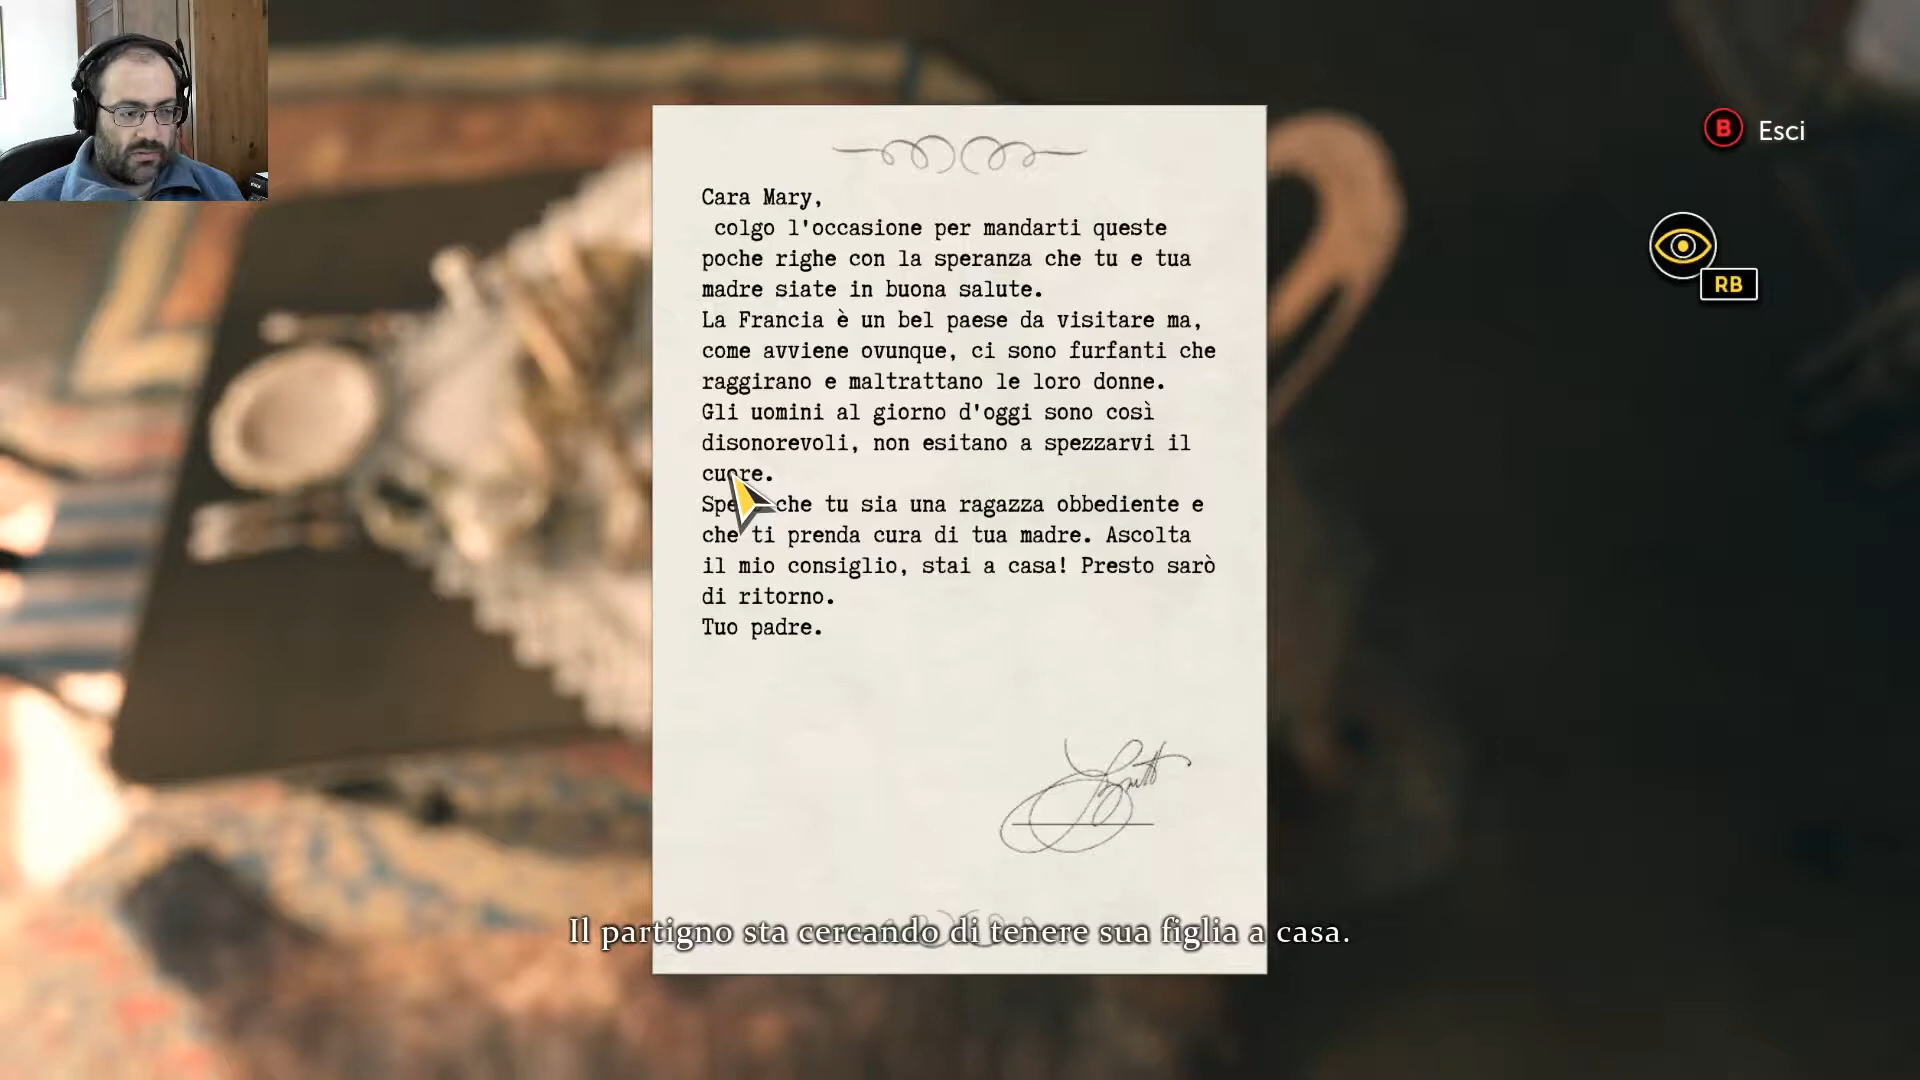 B Esci
RB
Cara Mary,
colgo l'occasione per mandarti queste
poche righe con la speranza che tu e tua
madre siate in buona salute.
La Francia è un bel paese da visitare ma,
come avviene ovunque, ci sono furfanti che
raggirano e maltrattano le loro donne.
Gli uomini al giorno d'oggi sono così
disonorevoli, non esitano a spezzarvi il
cuore.
che tu sia una ragazza obbediente e
che ti prenda cura di tua madre. Ascolta
il mio consiglio, stai a casa! Presto sarò
di ritorno.
Tuo padre.
Il partigno sta cercando di tenere sua figlia a casa.